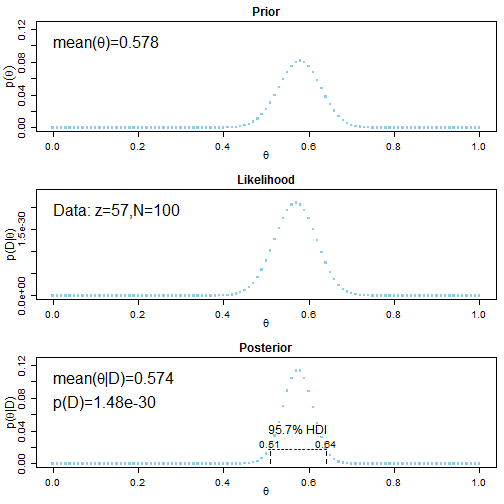 Prior
mean(θ)=0.578
p(θ)
0.00 0.04 0.08 0.12
0.0 0.2 0.4 0.6 0.8 1.0
θ
Likelihood
Data: z=57,N=100
p(D|θ)
0.0e+00 1.5e-30
0.0 0.2 0.4 0.6 0.8 1.0
θ
Posterior
mean(θ|D)=0.574
p(D)=1.48e-30
95.7% HDI
0.51 0.64
p(θ|D)
0.00 0.04 0.08 0.12
0.0 0.2 0.4 0.6 0.8 1.0
θ